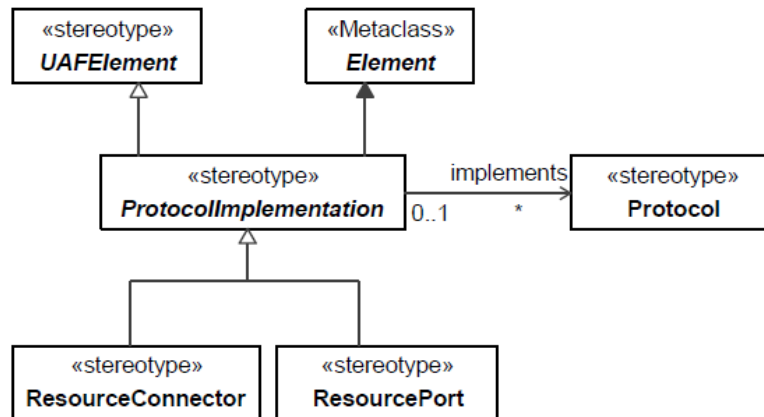 «stereotype»
UAFElement
«Metaclass»
Element
«stereotype»
ProtocolImplementation
implements
0..1
*
«stereotype»
Protocol
«stereotype»
ResourceConnector
«stereotype»
ResourcePort